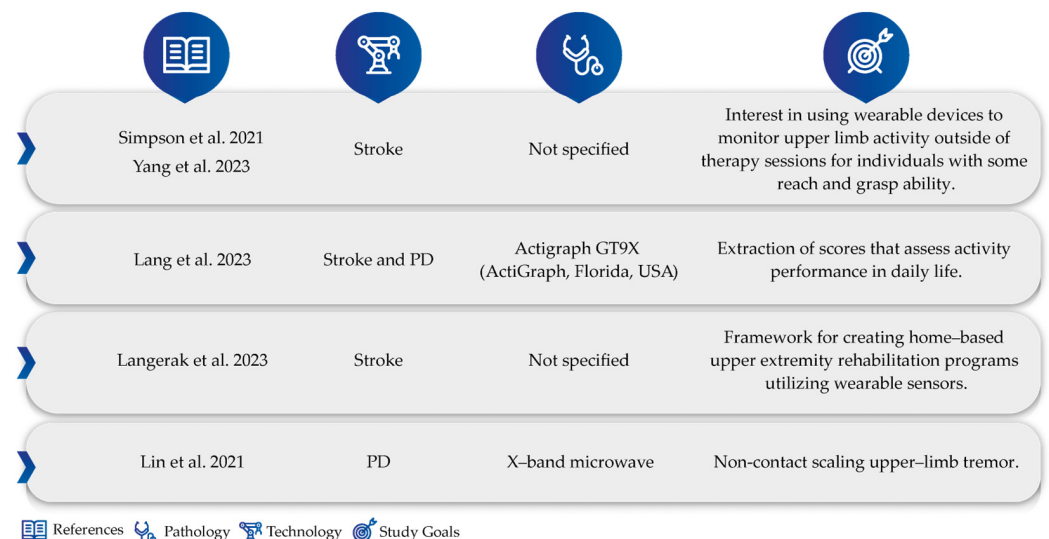 Simpson et al. 2021
Yang et al. 2023
Stroke
Not specified
Interest in using wearable devices to
monitor upper limb activity outside of
therapy sessions for individuals with some
reach and grasp ability.
Lang et al. 2023
Stroke and PD
Actigraph GT9X
(ActiGraph, Florida, USA)
Extraction of scores that assess activity
performance in daily life.
Langerak et al. 2023
Stroke
Not specified
Framework for creating home–based
upper extremity rehabilitation programs
utilizing wearable sensors.
Lin et al. 2021
PD
X–band microwave
Non-contact scaling upper–limb tremor.
References Pathology Technology Study Goals